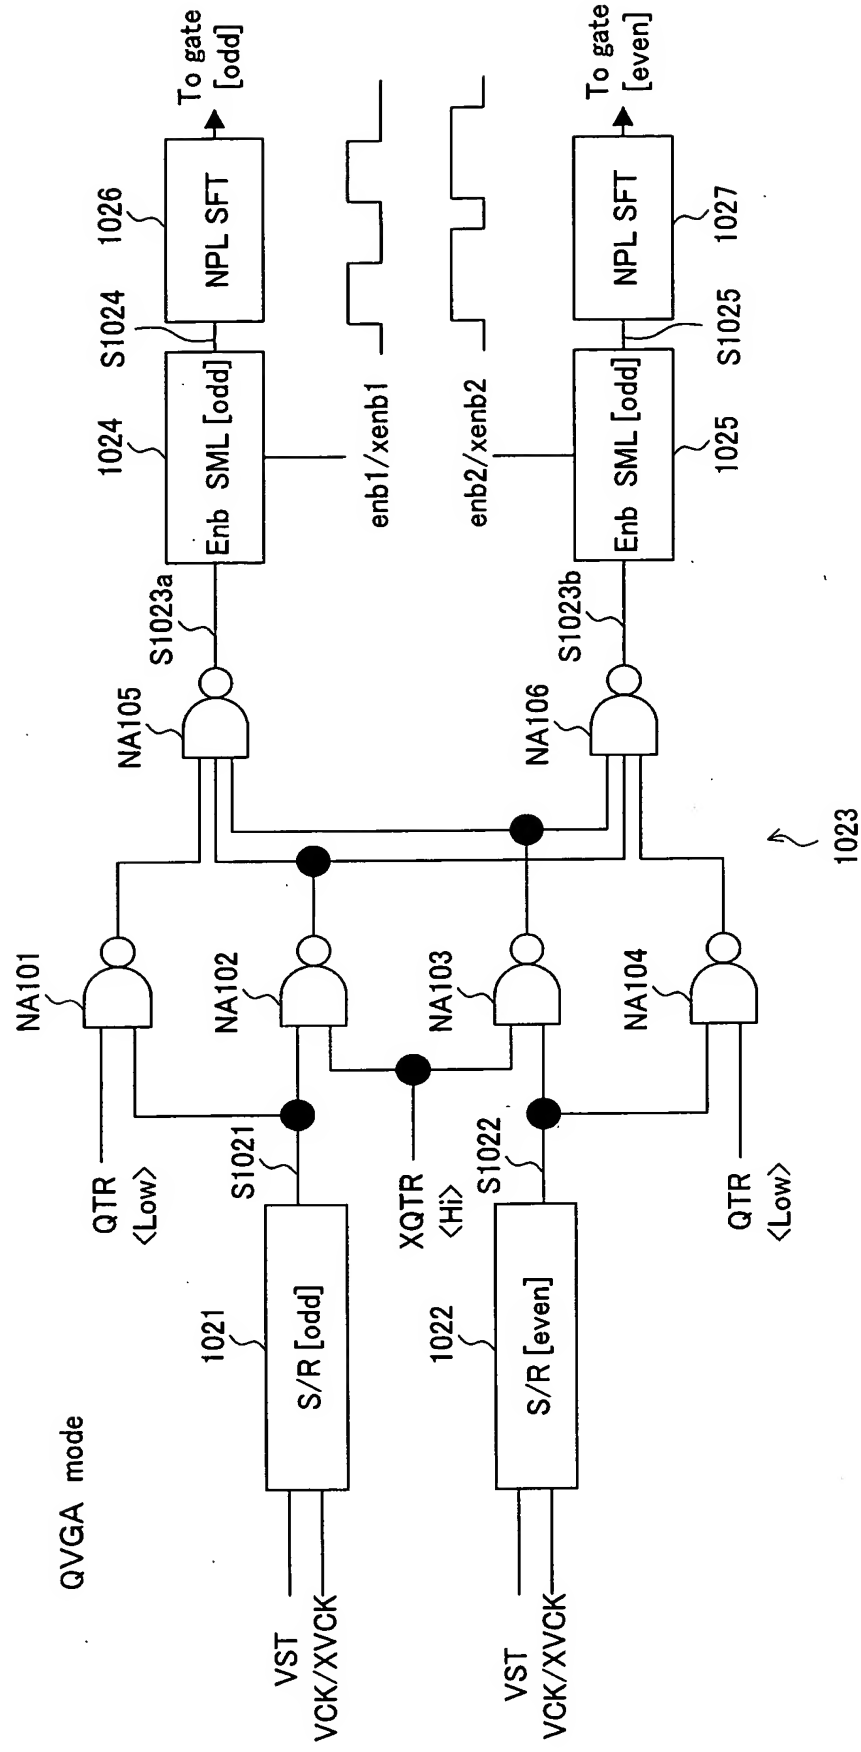 QVGA mode
VST
VCK/XVCK
1021
S/R [odd]
S1021
QTR
<Low>
NA101
NA102
XQTR
<Hi>
VST
VCK/XVCK
1022
S/R [even]
S1022
NA103
NA104
QTR
<Low>
NA105
S1023a
1024
Enb SML [odd]
S1024
1026
NPL SFT
To gate
[odd]
enb1/xenb1
enb2/xenb2
NA106
S1023b
Enb SML [odd]
1025
S1025
NPL SFT
1027
To gate
[even]
1023